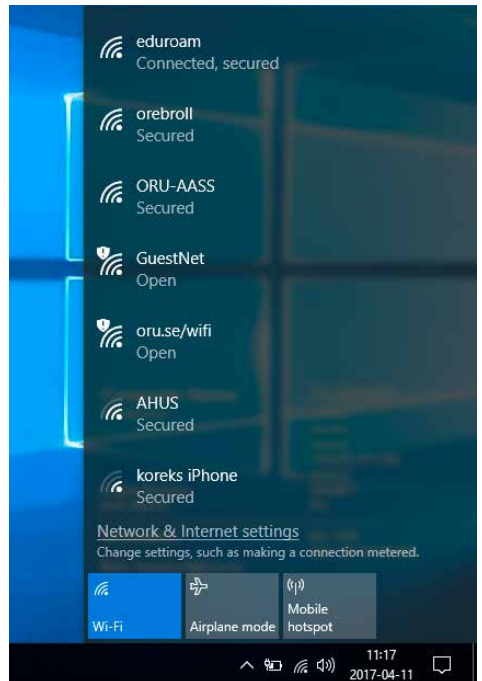 eduroam
Connected, secured
orebroll
Secured
ORU-AASS
Secured
GuestNet
Open
oru.se/wifi
Open
AHUS
Secured
koreks iPhone
Secured
Network & Internet settings
Change settings, such as making a connection metered.
Wi-Fi
Airplane mode
Mobile
hotspot
11:17
2017-04-11